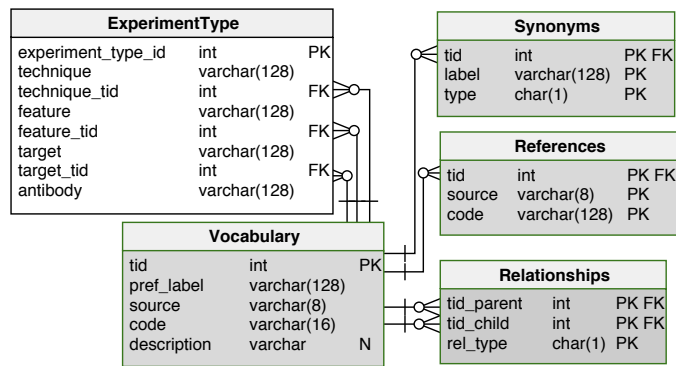 ExperimentType
experiment_type_id int PK
technique varchar(128)
technique_tid int FK
feature varchar(128)
feature_tid int FK
target varchar(128)
target_tid int FK
antibody varchar(128)
Synonyms
tid int PK FK
label varchar(128) PK
type char(1) PK
References
tid int PK FK
source varchar(8) PK
code varchar(128) PK
Vocabulary
tid int PK
pref_label varchar(128)
source varchar(8)
code varchar(16)
description varchar N
Relationships
tid_parent int PK FK
tid_child int PK FK
rel_type char(1) PK